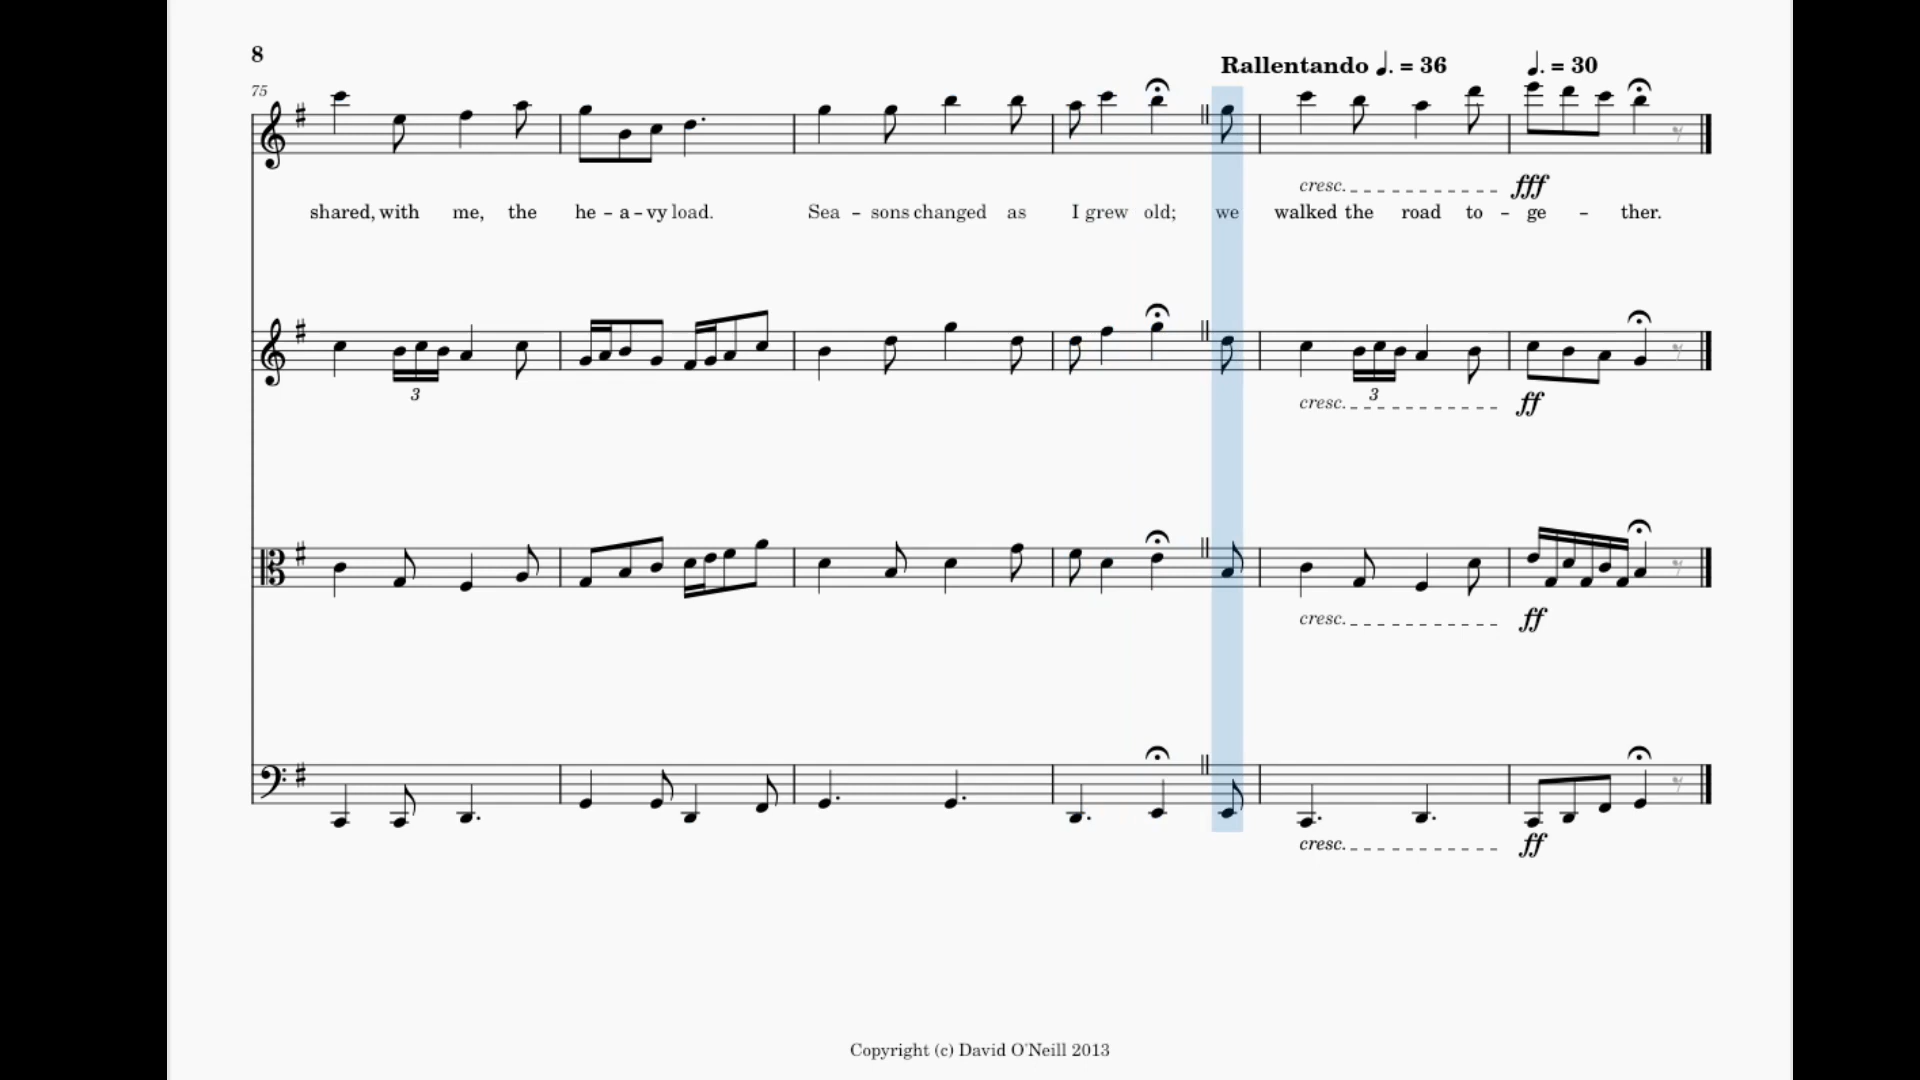 8
Rallentando ♩. = 36
♩. = 30
75
cresc.
fff
shared, with me, the he - a - vy load. Sea - sons changed as I grew old; we walked the road to - ge - ther.
3
cresc.
3
ff
cresc.
ff
cresc.
ff
Copyright (c) David O'Neill 2013